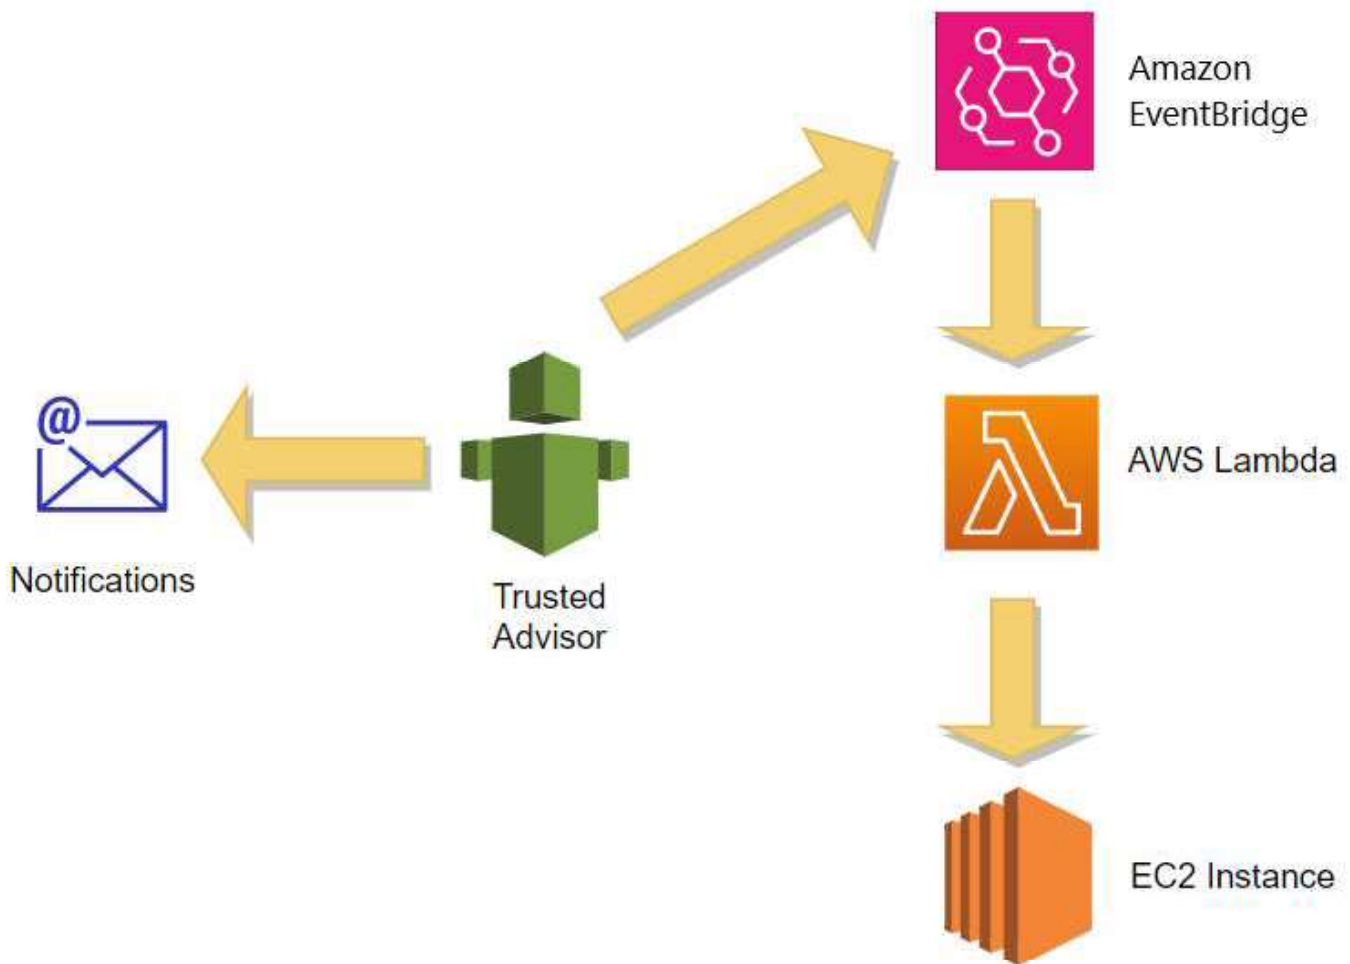 Amazon
EventBridge
@
AWS Lambda
Notifications
Trusted
Advisor
EC2 Instance